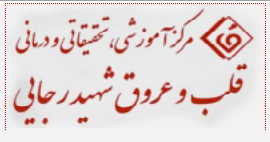 مرکز آموزشی، تحقیقاتی و درمانی
قلب و عروق شهید رجایی